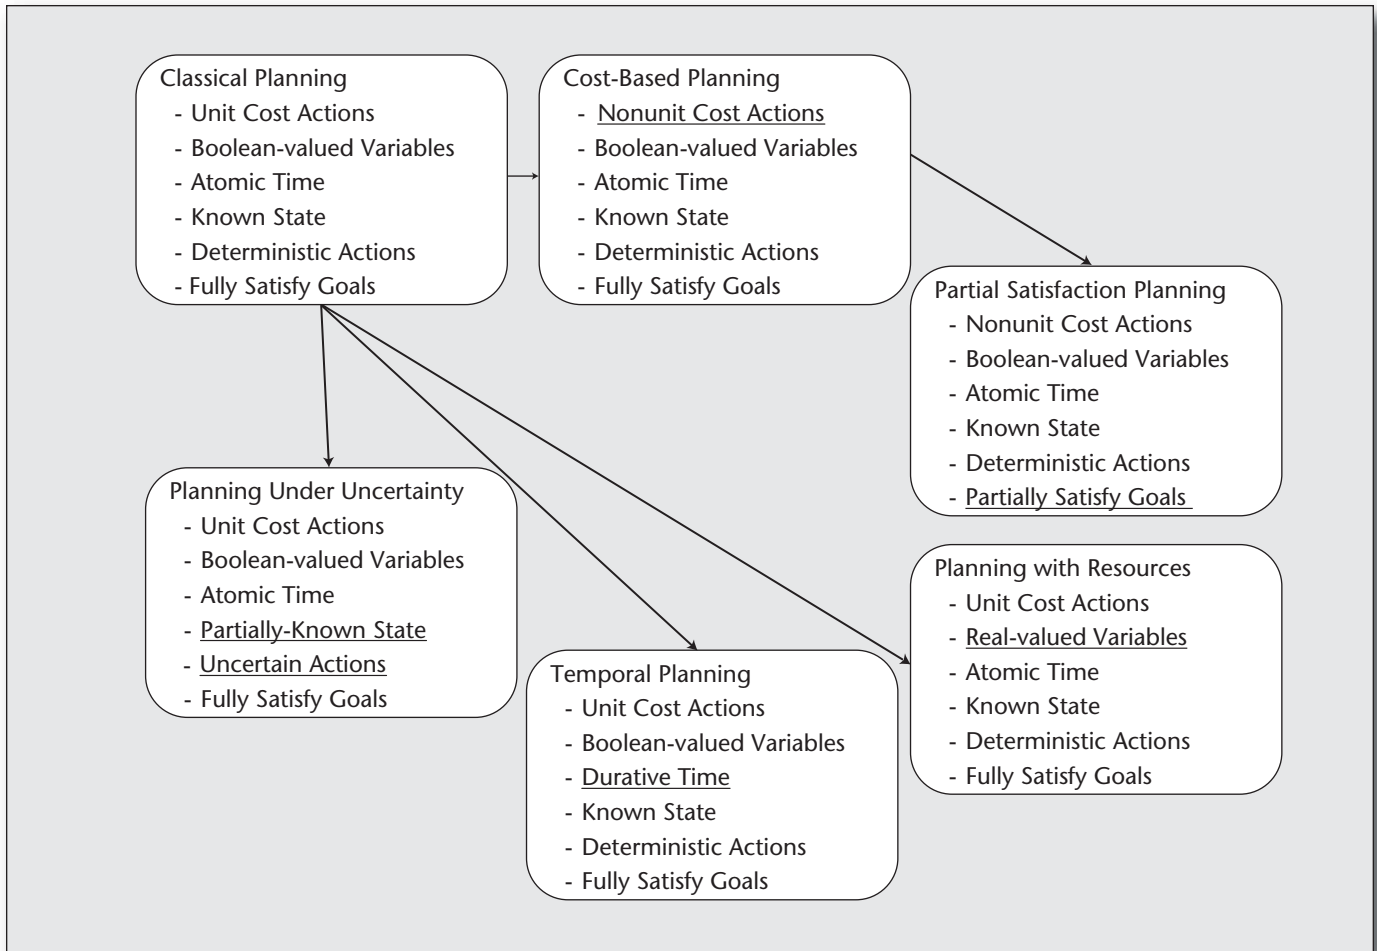 Classical Planning
- Unit Cost Actions
- Boolean-valued Variables
- Atomic Time
- Known State
- Deterministic Actions
- Fully Satisfy Goals
Cost-Based Planning
- Nonunit Cost Actions
- Boolean-valued Variables
- Atomic Time
- Known State
- Deterministic Actions
- Fully Satisfy Goals
Partial Satisfaction Planning
- Nonunit Cost Actions
- Boolean-valued Variables
- Atomic Time
- Known State
- Deterministic Actions
- Partially Satisfy Goals
Planning Under Uncertainty
- Unit Cost Actions
- Boolean-valued Variables
- Atomic Time
- Partially-Known State
- Uncertain Actions
- Fully Satisfy Goals
Temporal Planning
- Unit Cost Actions
- Boolean-valued Variables
- Durative Time
- Known State
- Deterministic Actions
- Fully Satisfy Goals
Planning with Resources
- Unit Cost Actions
- Real-valued Variables
- Atomic Time
- Known State
- Deterministic Actions
- Fully Satisfy Goals